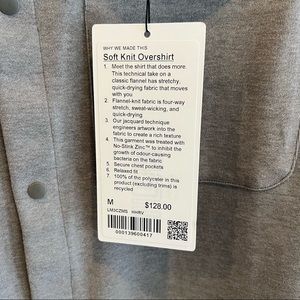 WHY WE MADE THIS
Soft Knit Overshirt
1. Meet the shirt that does more.
This technical take on a
classic flannel has stretchy,
quick-drying fabric that moves
with you
2. Flannel-knit fabric is four-way
stretch, sweat-wicking, and
quick-drying
3. Our jacquard technique
engineers artwork into the
fabric to create a rich texture
4. This garment was treated with
No-Stink Zinc™ to inhibit the
growth of odour-causing
bacteria on the fabric
5. Secure chest pockets
6. Relaxed fit
7. 100% of the polyester in this
product (excluding trims) is
recycled
M $128.00
LM3CZMS HHRV
000139600417